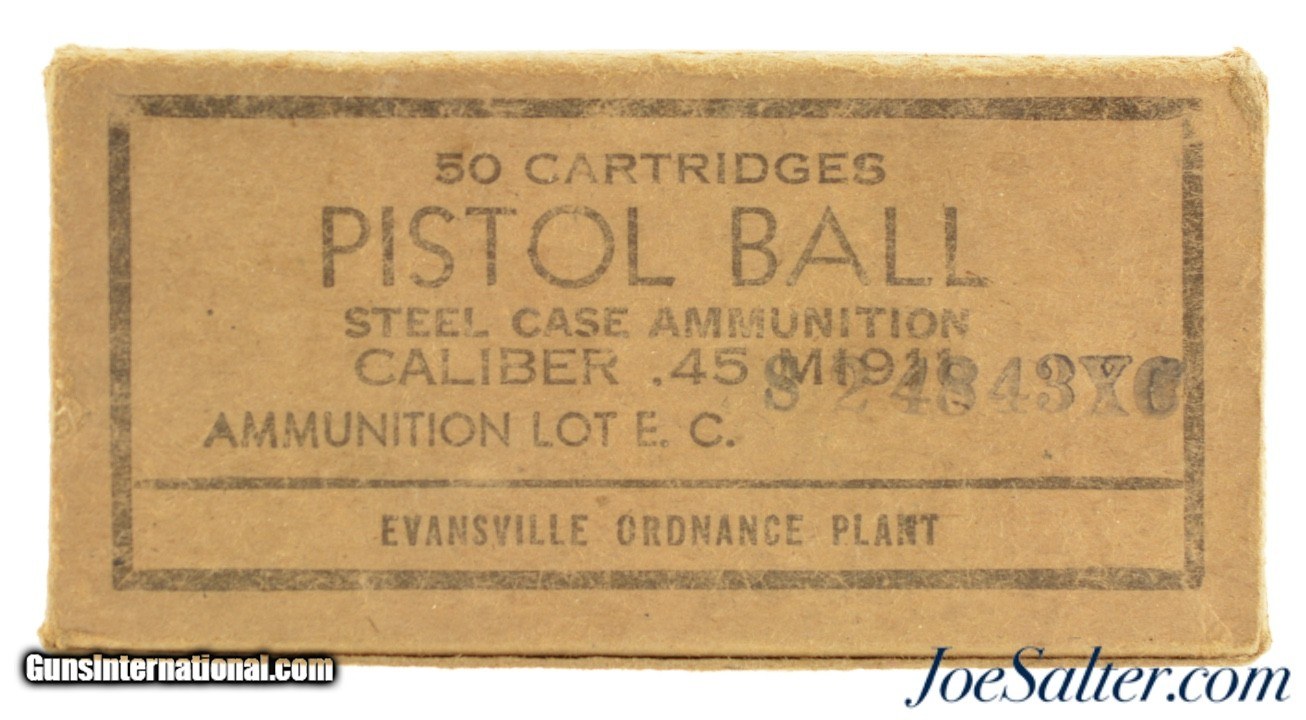 50 CARTRIDGES
PISTOL BALL
STEEL CASE AMMUNITION
CALIBER .45 M1911
S 24843XC
AMMUNITION LOT E. C.
EVANSVILLE ORDNANCE PLANT
GunsInternational.com
JoeSalter.com